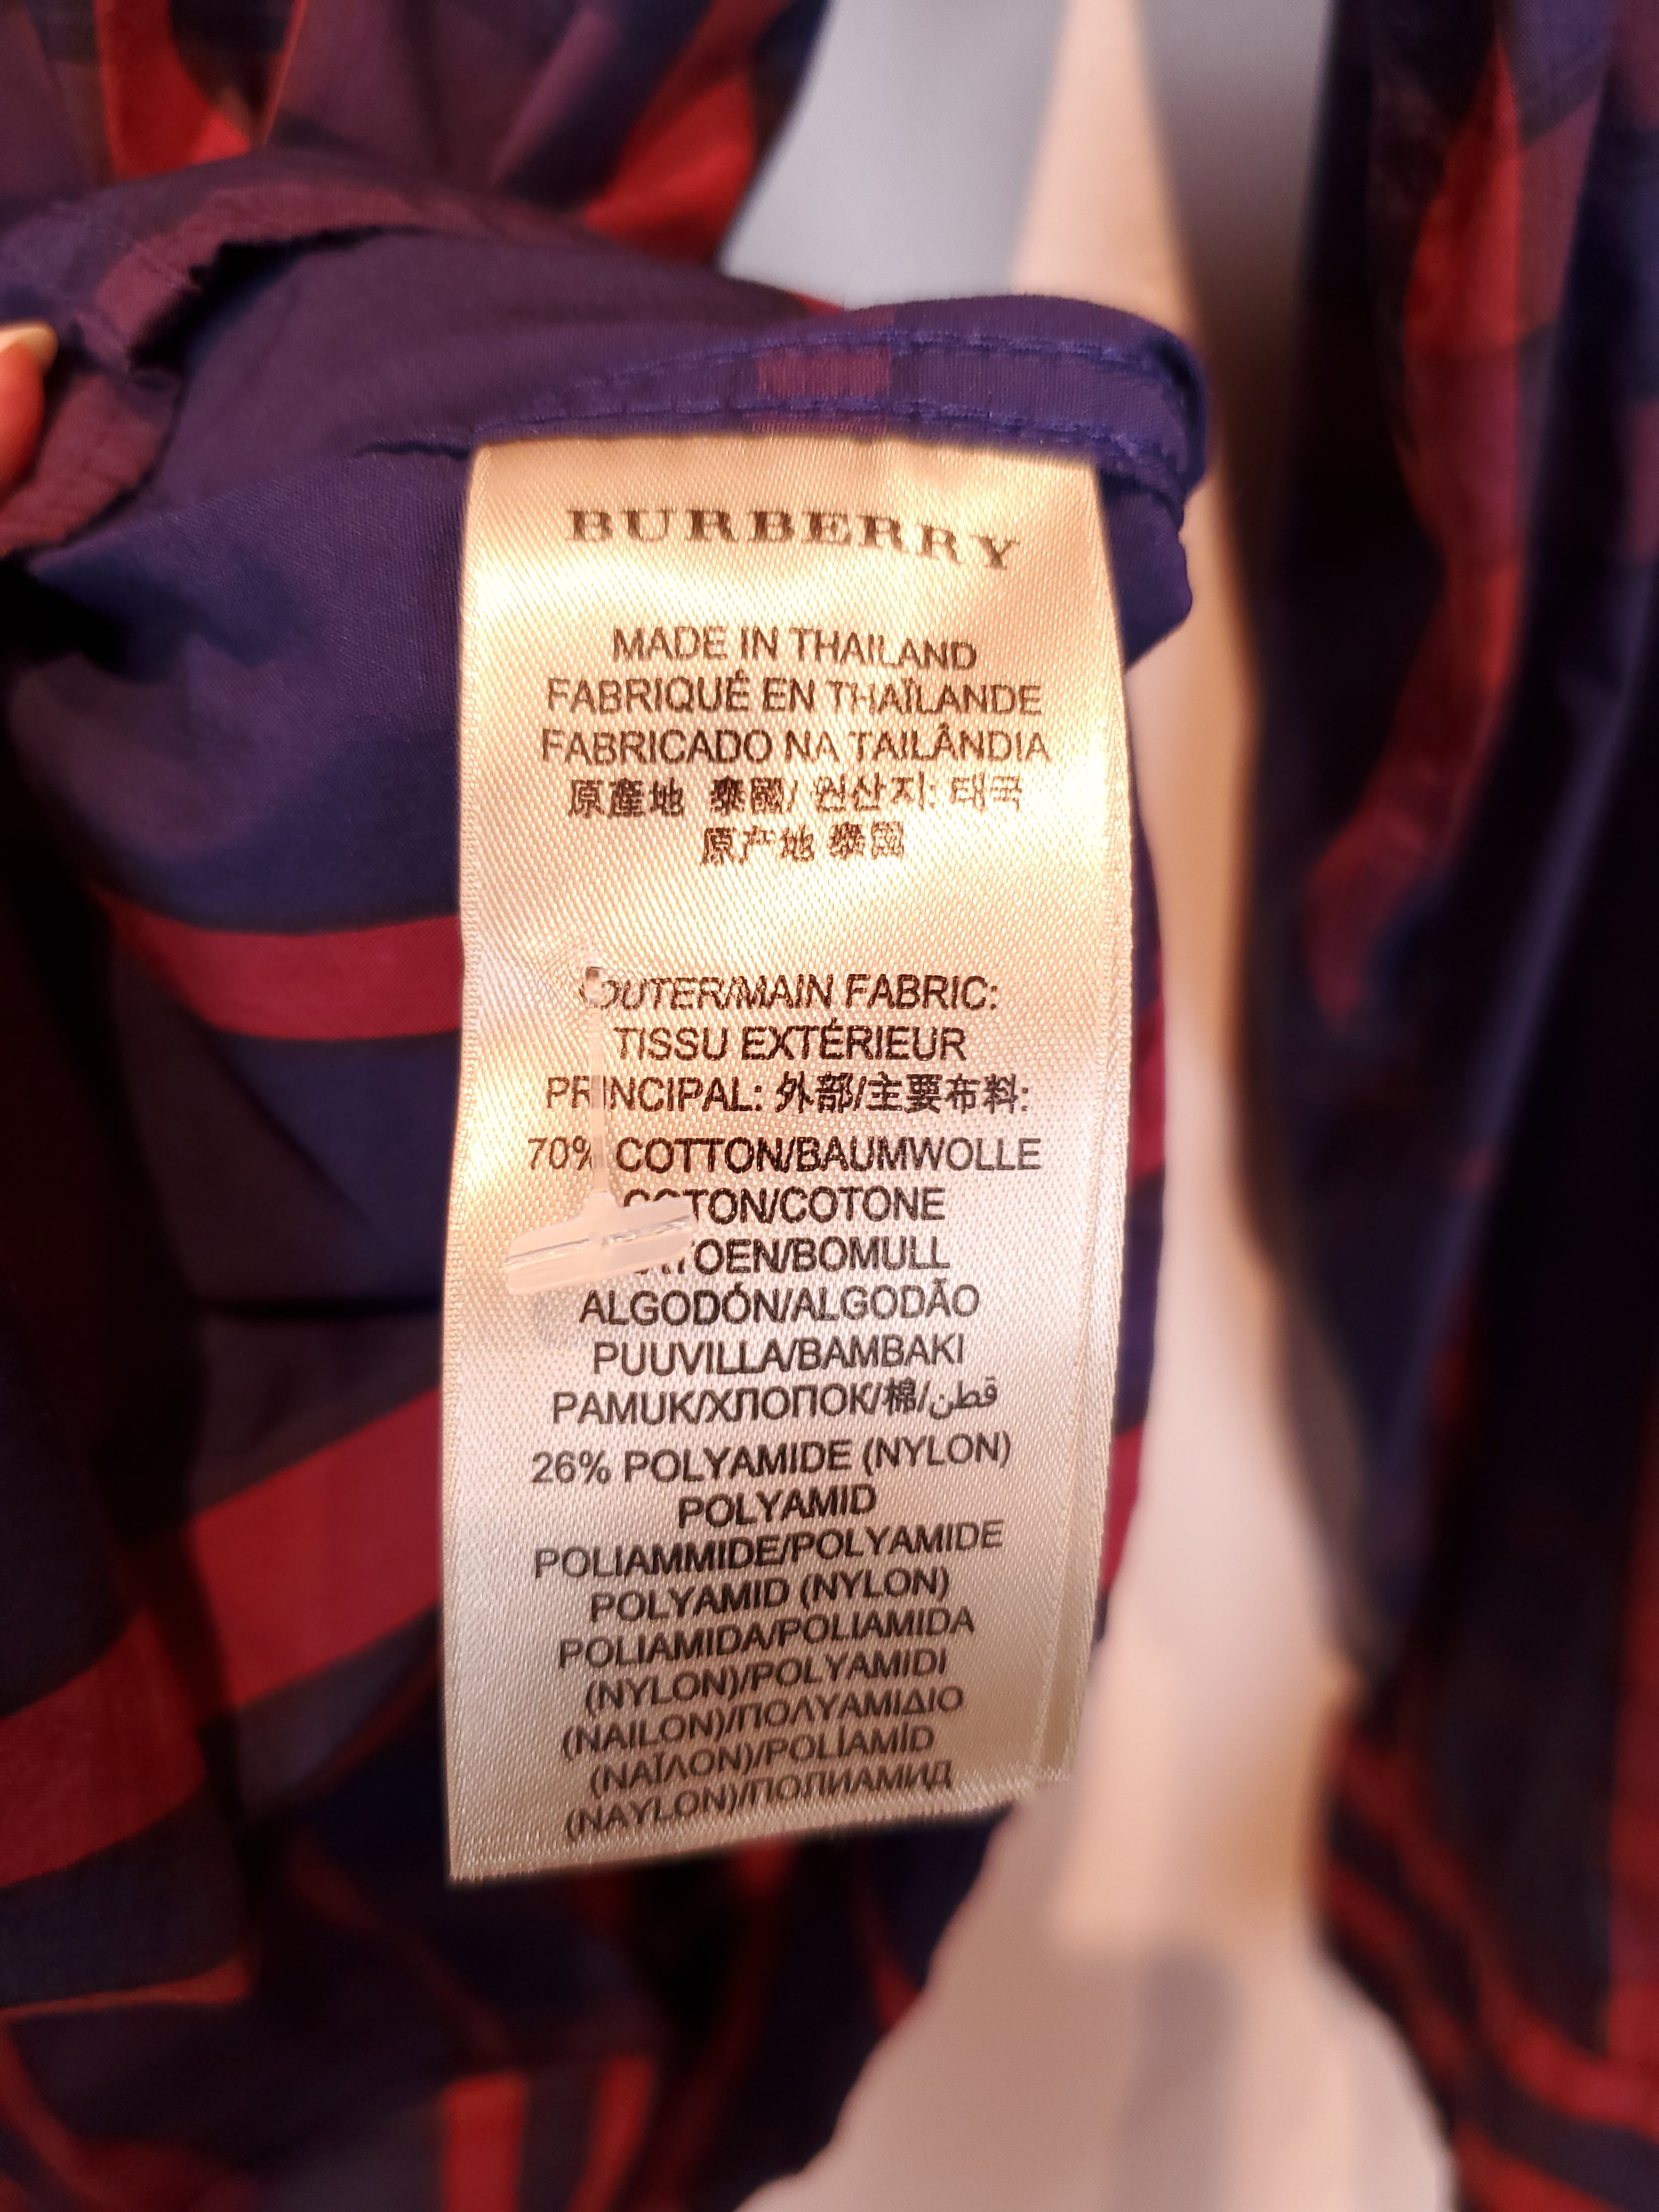 BURBERRY
MADE IN THAILAND
FABRIQUÉ EN THAÏLANDE
FABRICADO NA TAILÂNDIA
原產地 泰國/ 원산지: 태국
原产地 泰國
OUTER/MAIN FABRIC:
TISSU EXTÉRIEUR
PRINCIPAL: 外部/主要布料:
70% COTTON/BAUMWOLLE
COTON/COTONE
/BOMULL
ALGODÓN/ALGODÃO
PUUVILLA/BAMBAKI
PAMUK/ХЛОПОК/棉/قطن
26% POLYAMIDE (NYLON)
POLYAMID
POLIAMMIDE/POLYAMIDE
POLYAMID (NYLON)
POLIAMIDA/POLIAMIDA
(NYLON)/POLYAMIDI
(NAILON)/ΠΟΛΥΑΜΙΔΙΟ
(ΝΑΪΛΟΝ)/POLİAMİD
(NAYLON)/ПОЛИАМИД